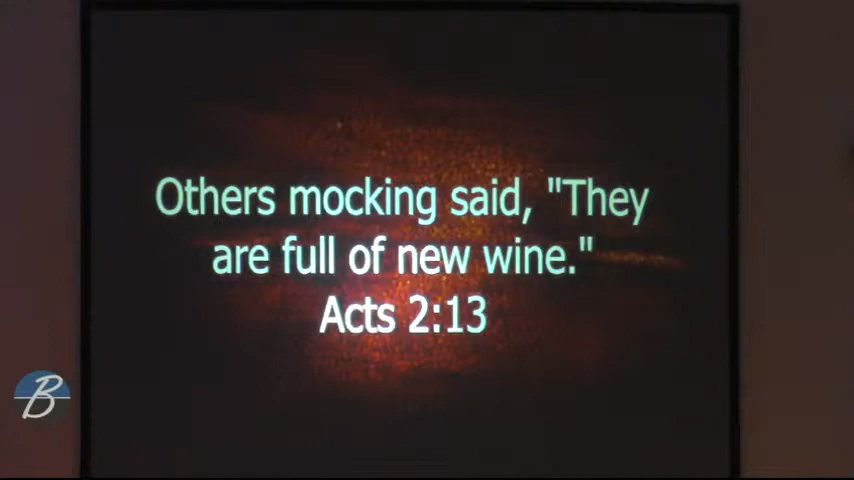 Others mocking said, "They
are full of new wine."
Acts 2:13
B